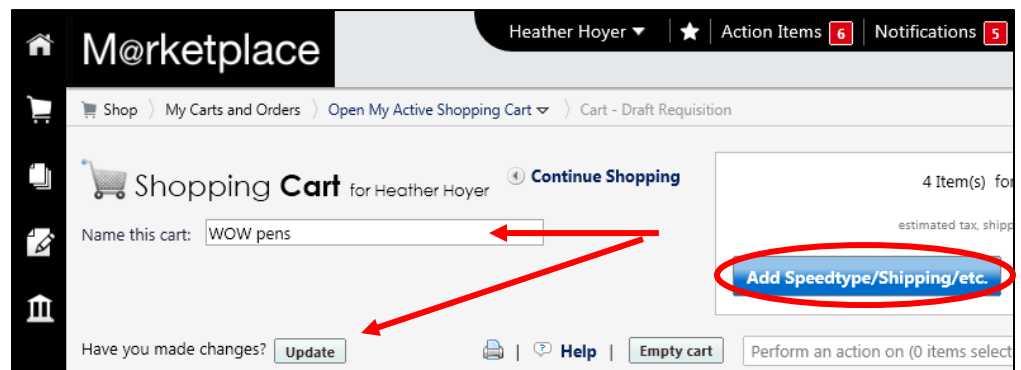 Heather Hoyer Action Items 6 Notifications 5
M@rketplace
Shop My Carts and Orders Open My Active Shopping Cart Cart - Draft Requisition
Shopping Cart for Heather Hoyer Continue Shopping
4 Item(s) for
Name this cart: WOW pens
estimated tax, shipp
Add Speedtype/Shipping/etc.
Have you made changes? Update | Help | Empty cart Perform an action on (0 items select